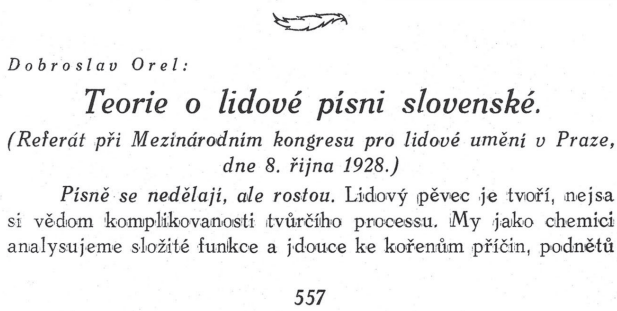 Dobroslav Orel:
Teorie o lidové písni slovenské.
(Referát při Mezinárodním kongresu pro lidové umění v Praze,
dne 8. října 1928.)
Písně se nedělají, ale rostou. Lidový pěvec je tvoří, nejsa
si vědom komplikovanosti tvůrčího processu. My jako chemici
analysujeme složité funkce a jdouce ke kořenům příčin, podnětů
557